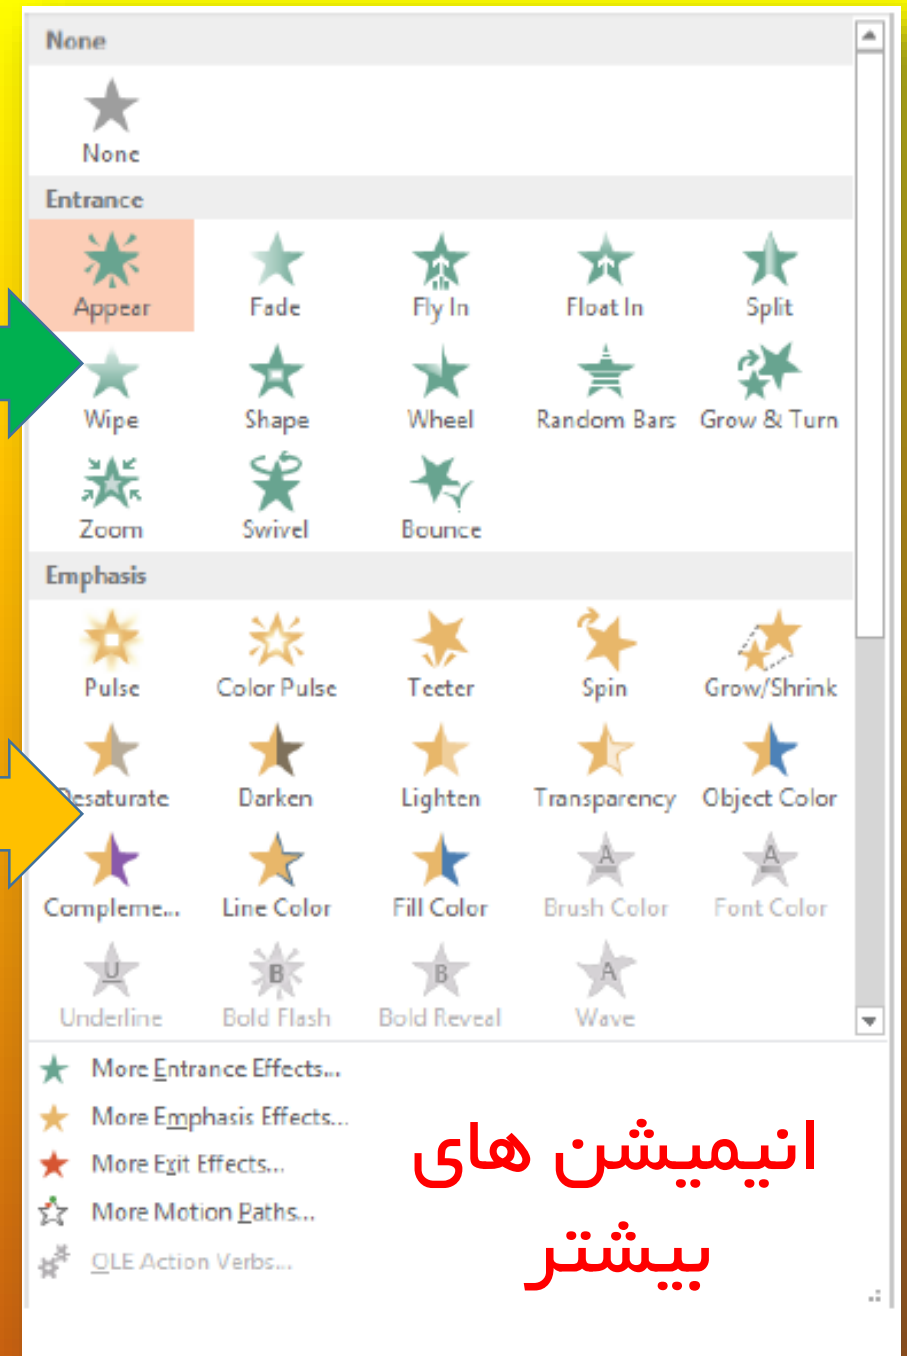 None
None
Entrance
Appear Fade Fly In Float In Split
Wipe Shape Wheel Random Bars Grow & Turn
Zoom Swivel Bounce
Emphasis
Pulse Color Pulse Teeter Spin Grow/Shrink
Desaturate Darken Lighten Transparency Object Color
Compleme... Line Color Fill Color Brush Color Font Color
Underline Bold Flash Bold Reveal Wave
More Entrance Effects...
More Emphasis Effects...
More Exit Effects...
More Motion Paths...
OLE Action Verbs...
انیمیشن های
بیشتر